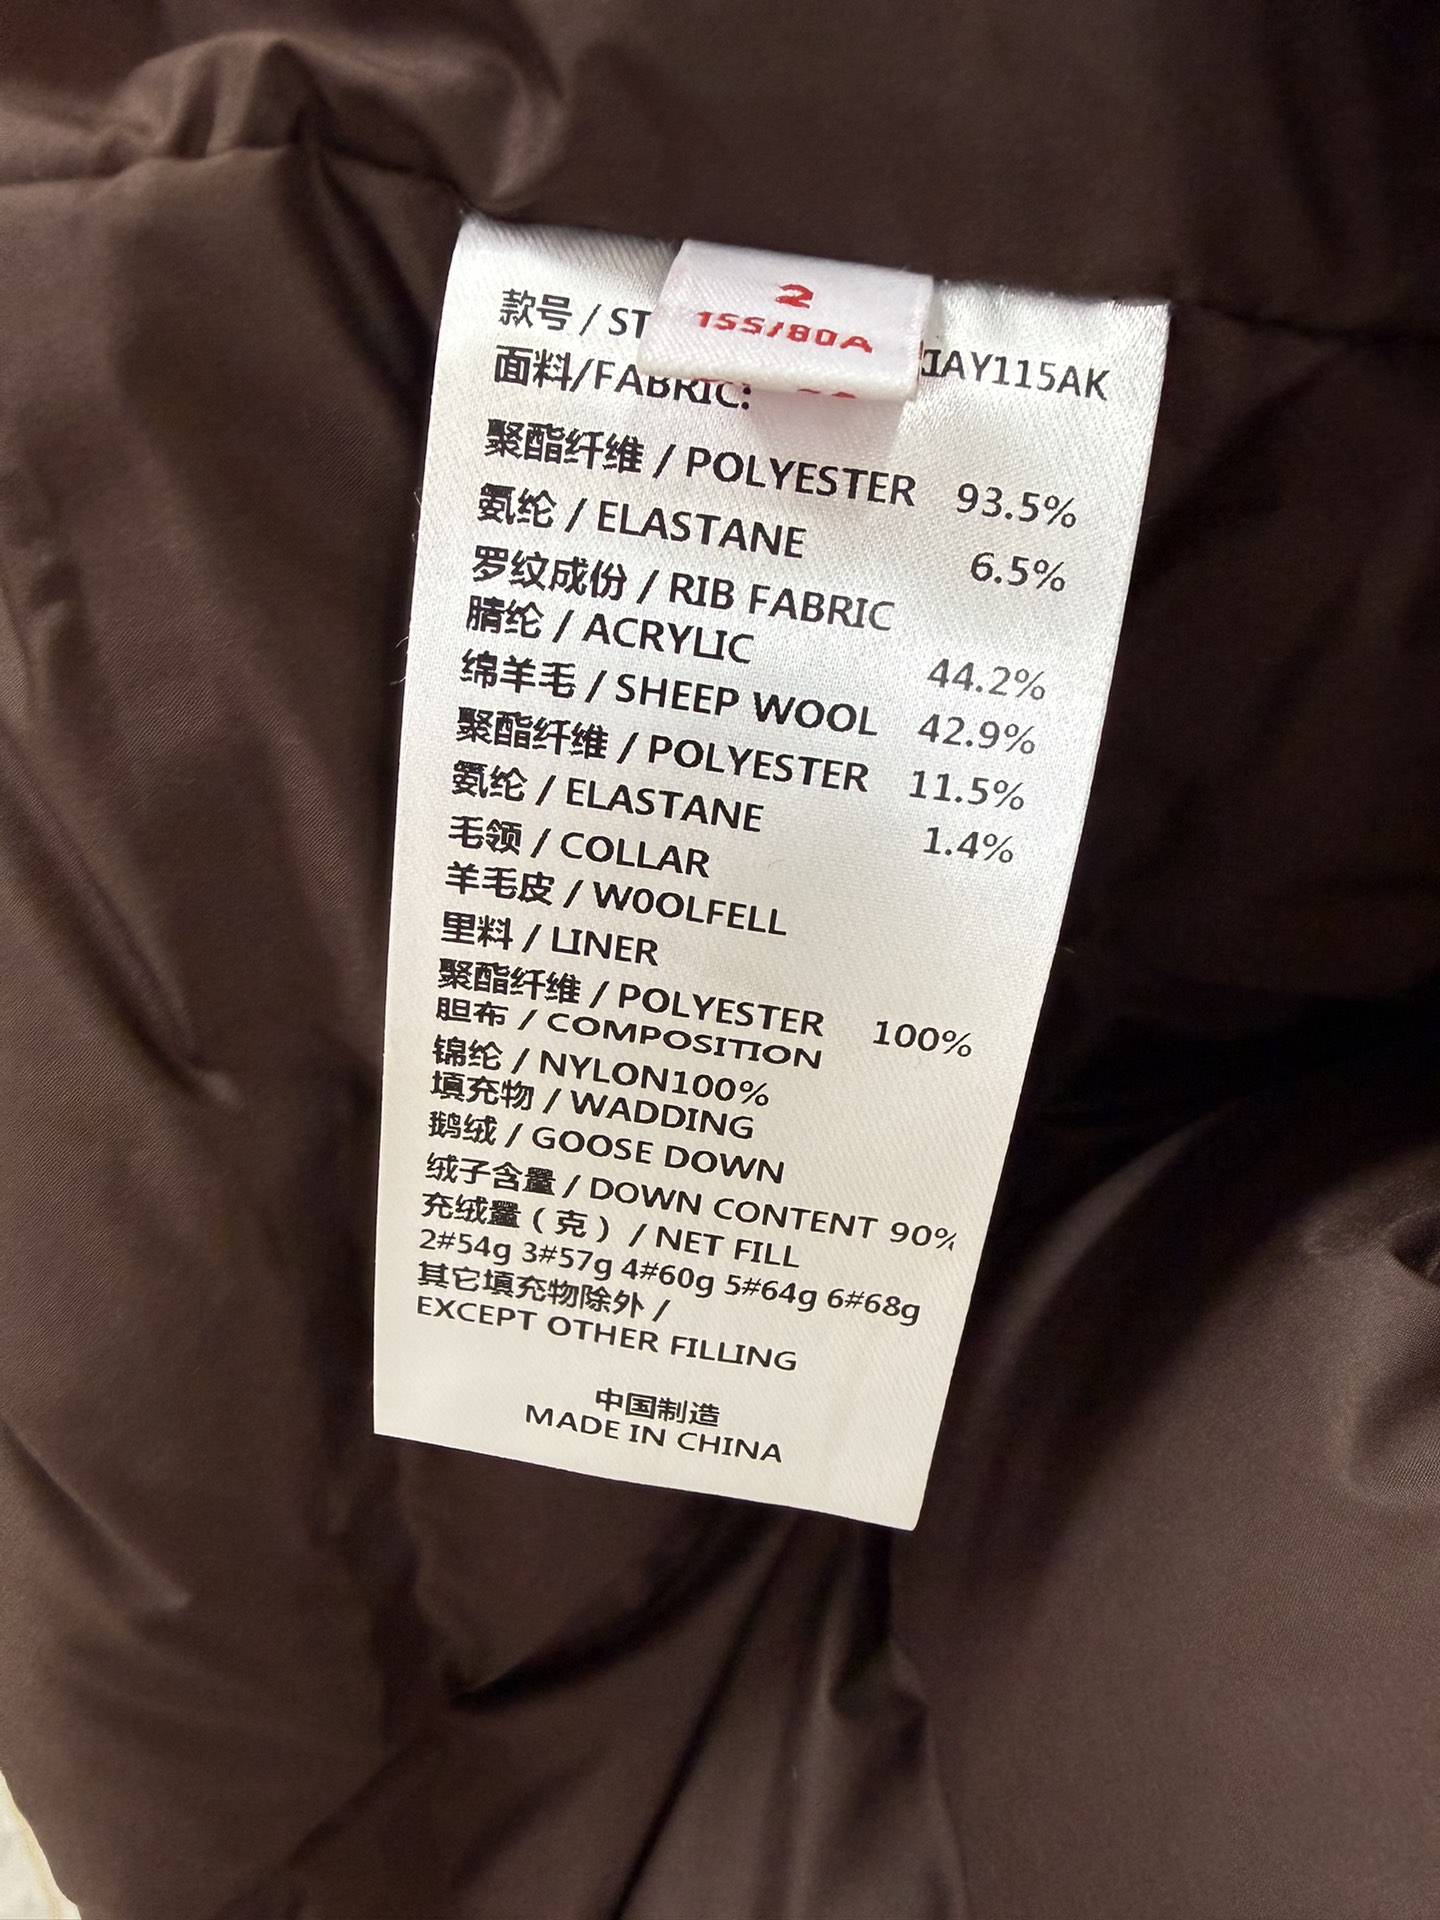 2
155/80A
款号 / ST
IAY115AK
面料/FABRIC:
聚酯纤维 / POLYESTER 93.5%
氨纶 / ELASTANE 6.5%
罗纹成份 / RIB FABRIC
腈纶 / ACRYLIC 44.2%
绵羊毛 / SHEEP WOOL 42.9%
聚酯纤维 / POLYESTER 11.5%
氨纶 / ELASTANE 1.4%
毛领 / COLLAR
羊毛皮 / W0OLFELL
里料 / LINER
聚酯纤维 / POLYESTER 100%
胆布 / COMPOSITION
锦纶 / NYLON100%
填充物 / WADDING
鹅绒 / GOOSE DOWN
绒子含量 / DOWN CONTENT 90%
充绒量（克）/ NET FILL
2#54g 3#57g 4#60g 5#64g 6#68g
其它填充物除外 /
EXCEPT OTHER FILLING
中国制造
MADE IN CHINA